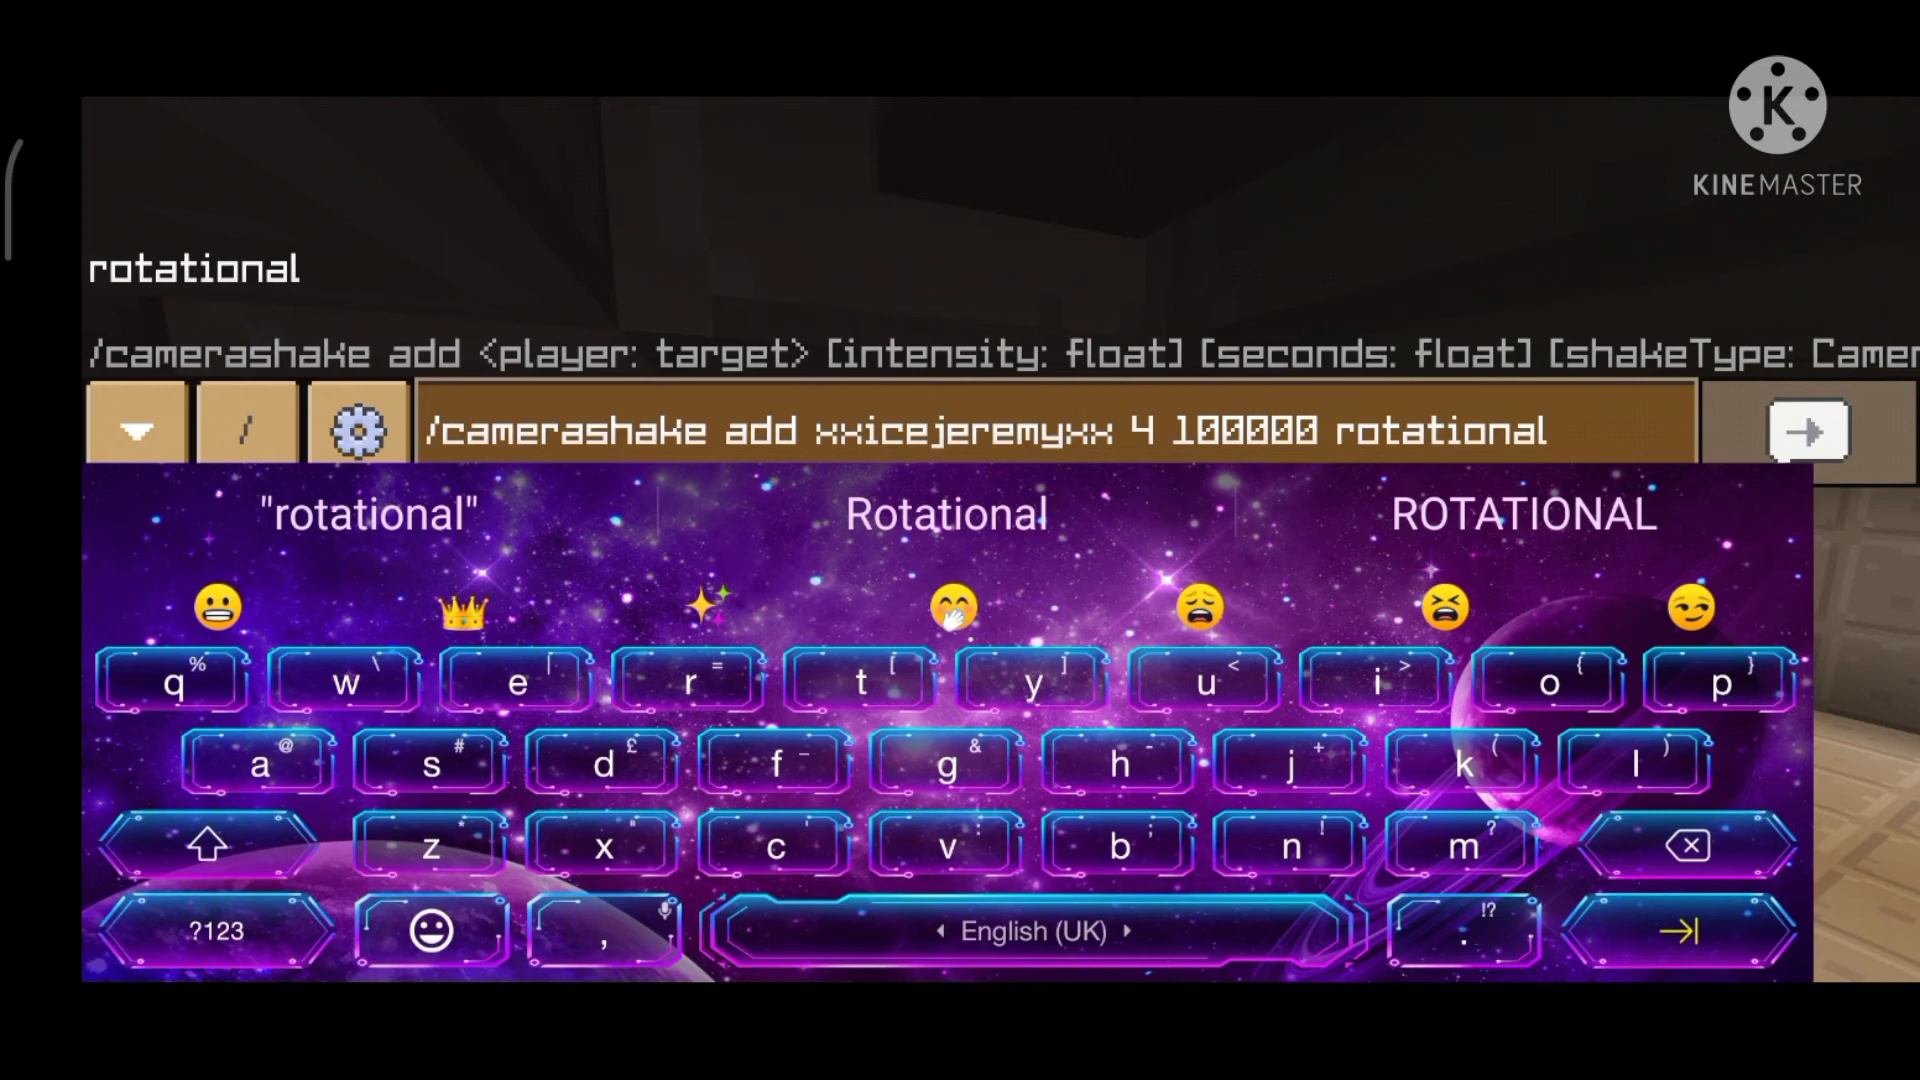 KINEMASTER
rotational
/camerashake add <player: target> [intensity: float] [seconds: float] [shakeType: Camer
/camerashake add xxicejeremyxx 4 100000 rotational
"rotational" Rotational ROTATIONAL
q % w \ e | r = t [ y ] u < i > o { p }
a @ s # d £ f _ g & h - j + k ( l )
z * x " c ' v : b ; n ! m ?
?123 , English (UK) . !?